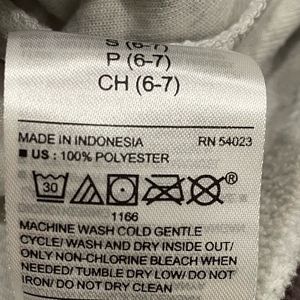 S (6-7)
P (6-7)
CH (6-7)
MADE IN INDONESIA RN 54023
■ US : 100% POLYESTER
30 ®
1166
MACHINE WASH COLD GENTLE
CYCLE/ WASH AND DRY INSIDE OUT/
ONLY NON-CHLORINE BLEACH WHEN
NEEDED/ TUMBLE DRY LOW/ DO NOT
IRON/ DO NOT DRY CLEAN